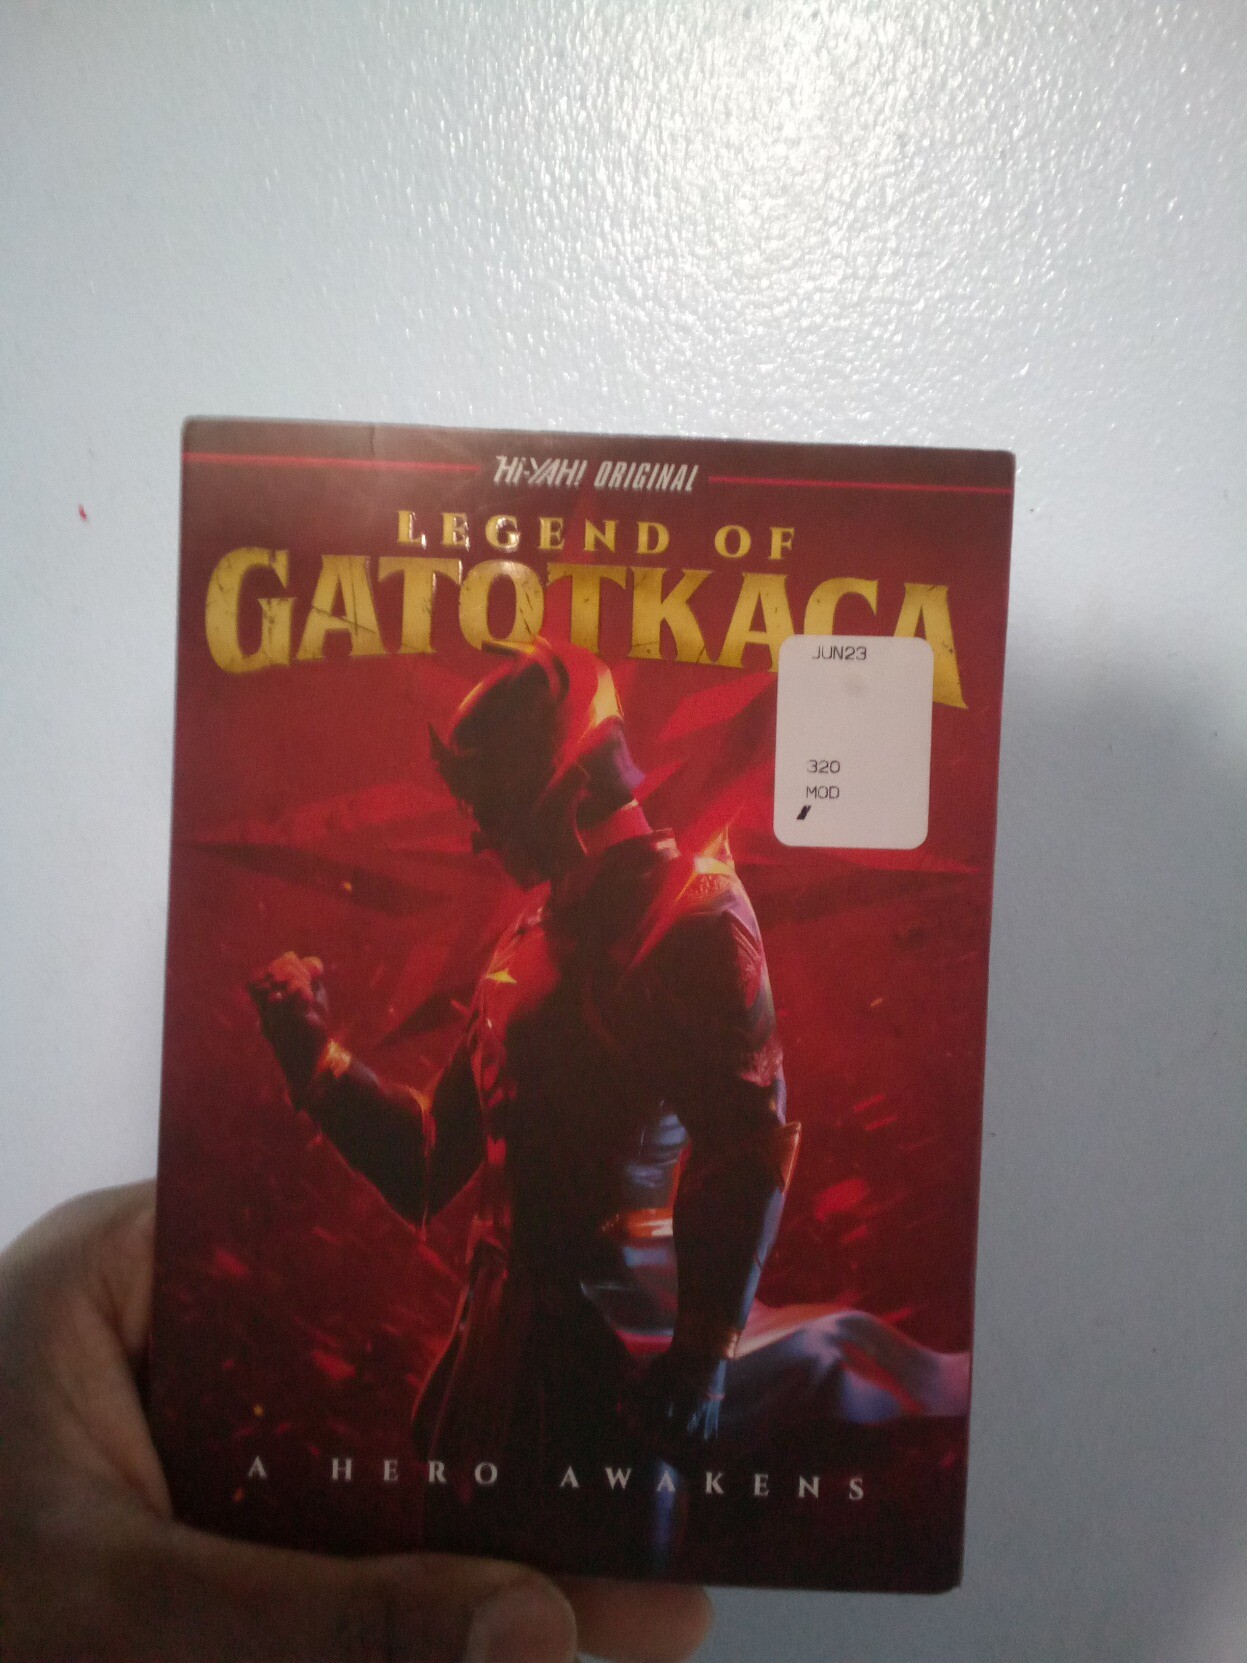 Hi-YAH! ORIGINAL
LEGEND OF
GATOTKACA
JUN23
320
MOD
A HERO AWAKENS